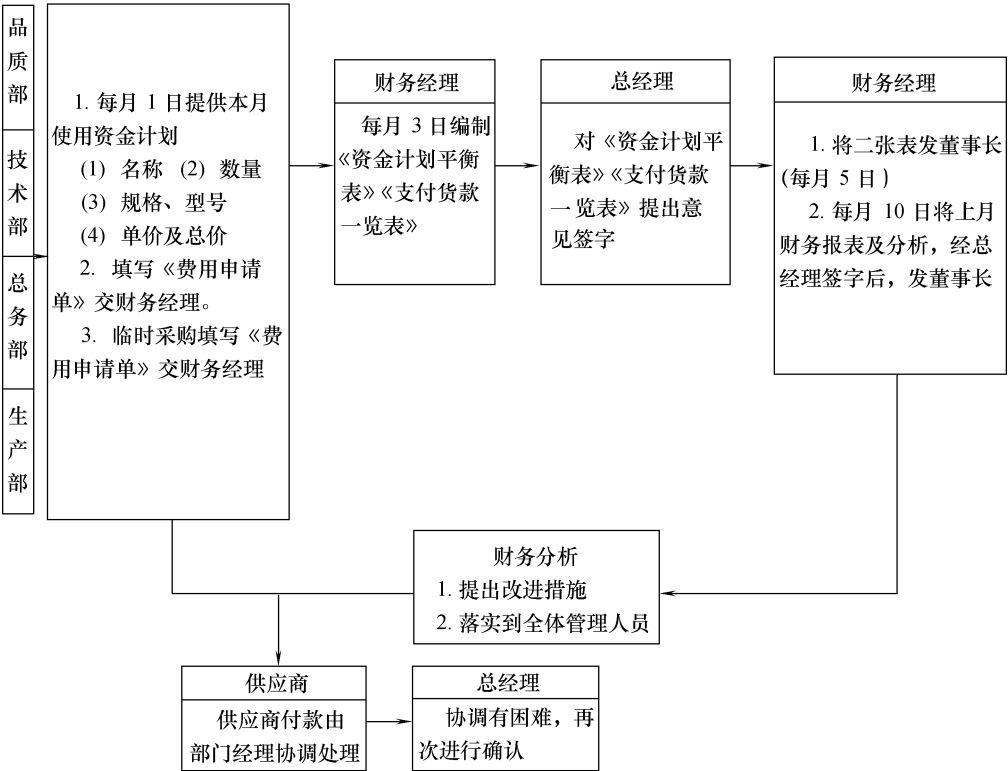 品质部
技术部
总务部
生产部
1. 每月 1 日提供本月
使用资金计划
(1) 名称 (2) 数量
(3) 规格、型号
(4) 单价及总价
2. 填写《费用申请
单》交财务经理。
3. 临时采购填写《费
用申请单》交财务经理
财务经理
每月 3 日编制
《资金计划平衡
表》《支付货款
一览表》
总经理
对《资金计划平
衡表》《支付货款
一览表》提出意
见签字
财务经理
1. 将二张表发董事长
(每月 5 日)
2. 每月 10 日将上月
财务报表及分析，经总
经理签字后，发董事长
财务分析
1. 提出改进措施
2. 落实到全体管理人员
供应商
供应商付款由
部门经理协调处理
总经理
协调有困难，再
次进行确认